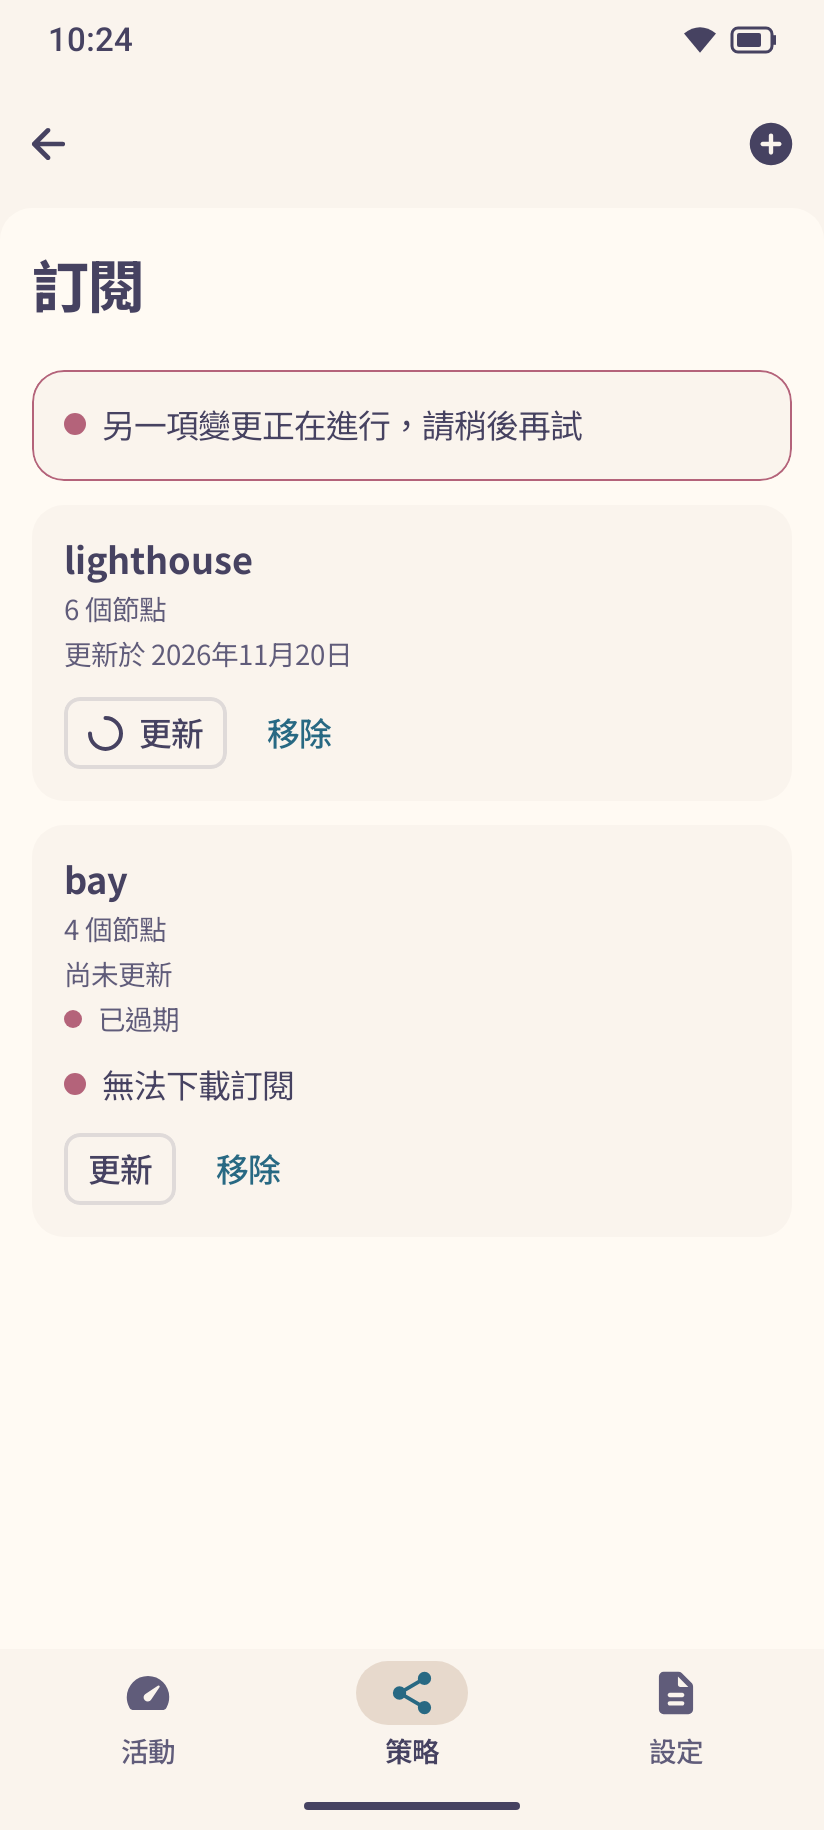 10:24
訂閱
另一項變更正在進行，請稍後再試
lighthouse
6 個節點
更新於 2026年11月20日
更新
移除
bay
4 個節點
尚未更新
已過期
無法下載訂閱
更新
移除
活動
策略
設定